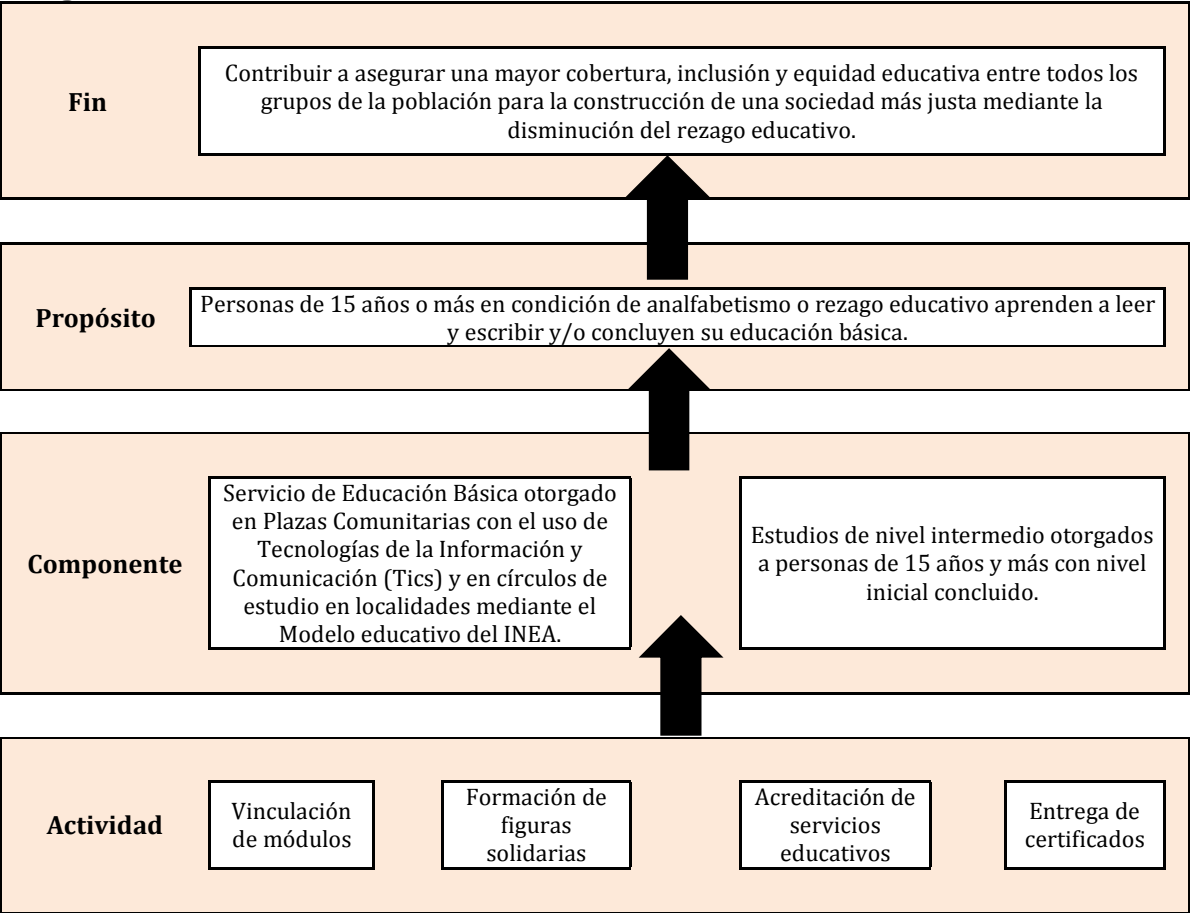 Fin
Contribuir a asegurar una mayor cobertura, inclusión y equidad educativa entre todos los
grupos de la población para la construcción de una sociedad más justa mediante la
disminución del rezago educativo.
Propósito
Personas de 15 años o más en condición de analfabetismo o rezago educativo aprenden a leer
y escribir y/o concluyen su educación básica.
Componente
Servicio de Educación Básica otorgado
en Plazas Comunitarias con el uso de
Tecnologías de la Información y
Comunicación (Tics) y en círculos de
estudio en localidades mediante el
Modelo educativo del INEA.
Estudios de nivel intermedio otorgados
a personas de 15 años y más con nivel
inicial concluido.
Actividad
Vinculación
de módulos
Formación de
figuras
solidarias
Acreditación de
servicios
educativos
Entrega de
certificados